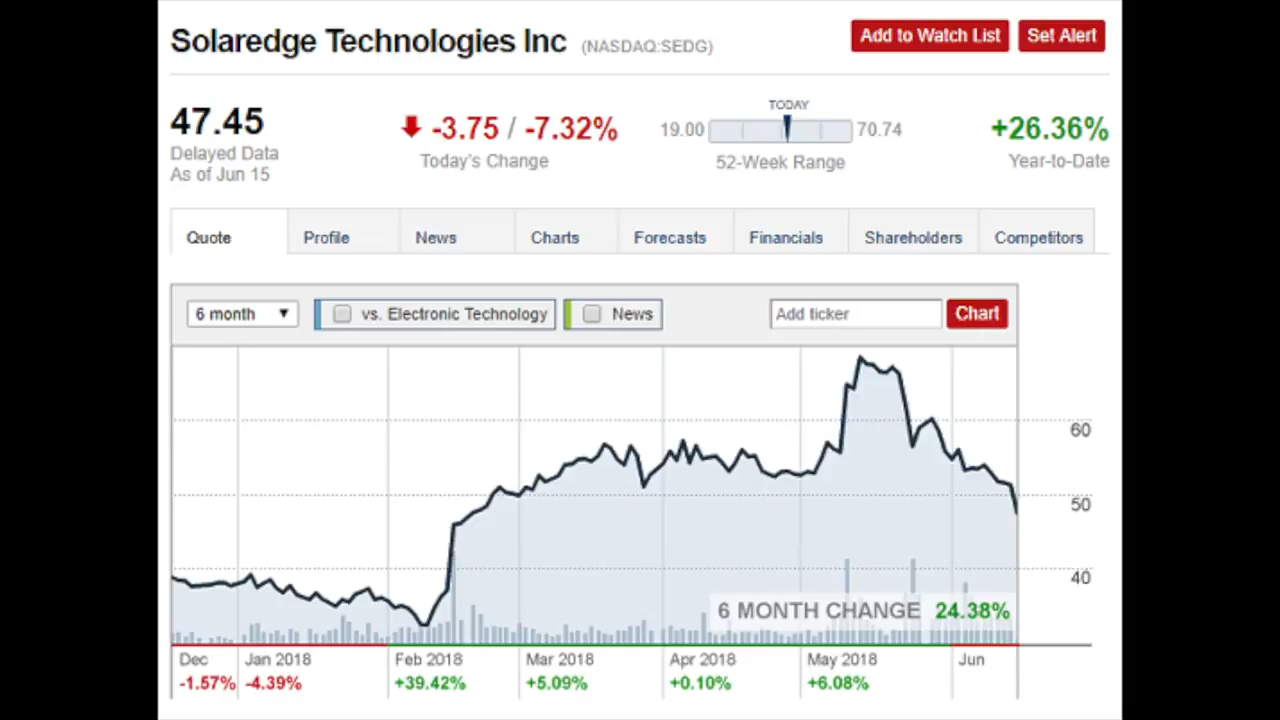 Solaredge Technologies Inc (NASDAQ:SEDG) Add to Watch List Set Alert
TODAY
47.45 -3.75 / -7.32% 19.00 70.74 +26.36%
Delayed Data Today's Change 52-Week Range Year-to-Date
As of Jun 15
Quote Profile News Charts Forecasts Financials Shareholders Competitors
6 month vs. Electronic Technology News Add ticker Chart
60
50
40
6 MONTH CHANGE 24.38%
Dec Jan 2018 Feb 2018 Mar 2018 Apr 2018 May 2018 Jun
-1.57% -4.39% +39.42% +5.09% +0.10% +6.08%